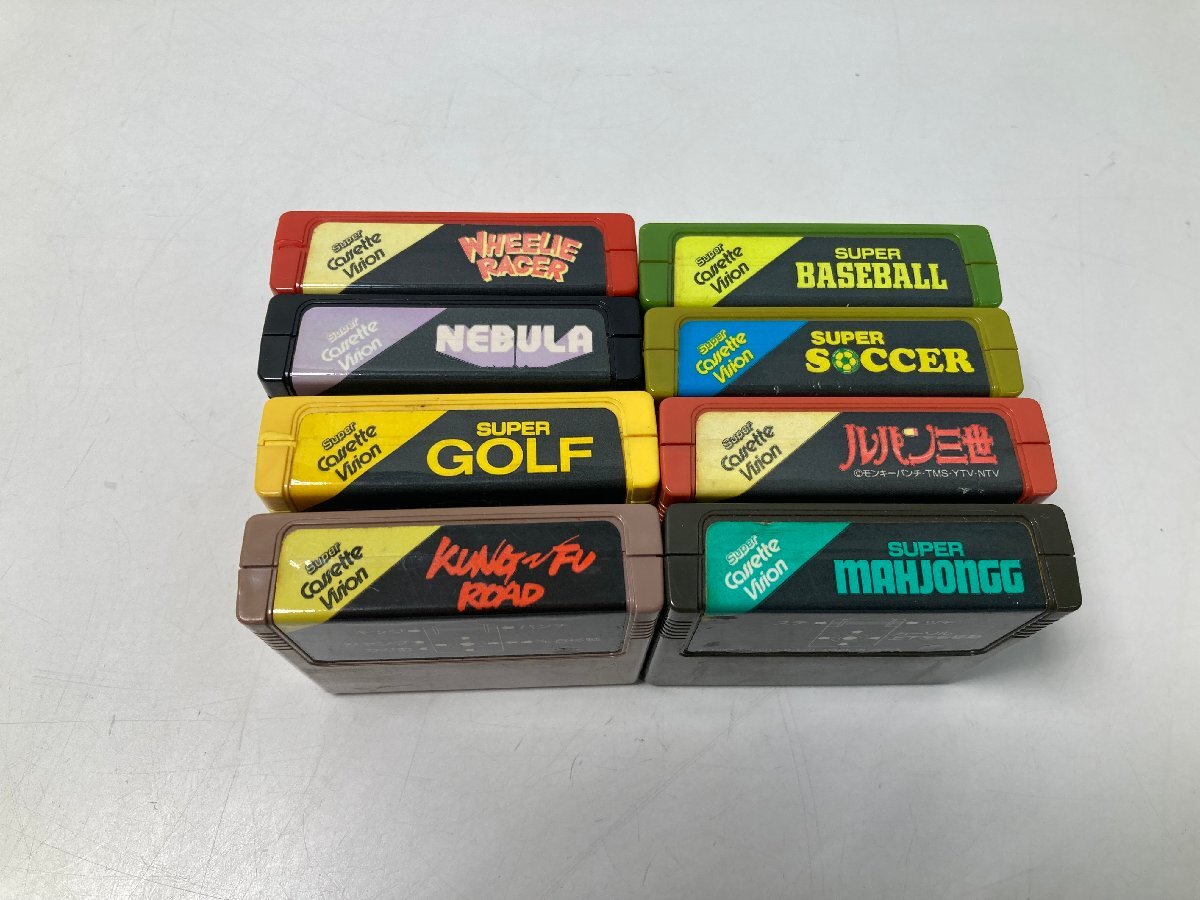 Super
Cassette
Vision
WHEELIE
RACER
Super
Cassette
Vision
SUPER
BASEBALL
Super
Cassette
Vision
NEBULA
Super
Cassette
Vision
SUPER
SOCCER
Super
Cassette
Vision
SUPER
GOLF
Super
Cassette
Vision
ルパン三世
©モンキーパンチ・TMS・YTV・NTV
Super
Cassette
Vision
KUNG-FU
ROAD
Super
Cassette
Vision
SUPER
MAHJONGG